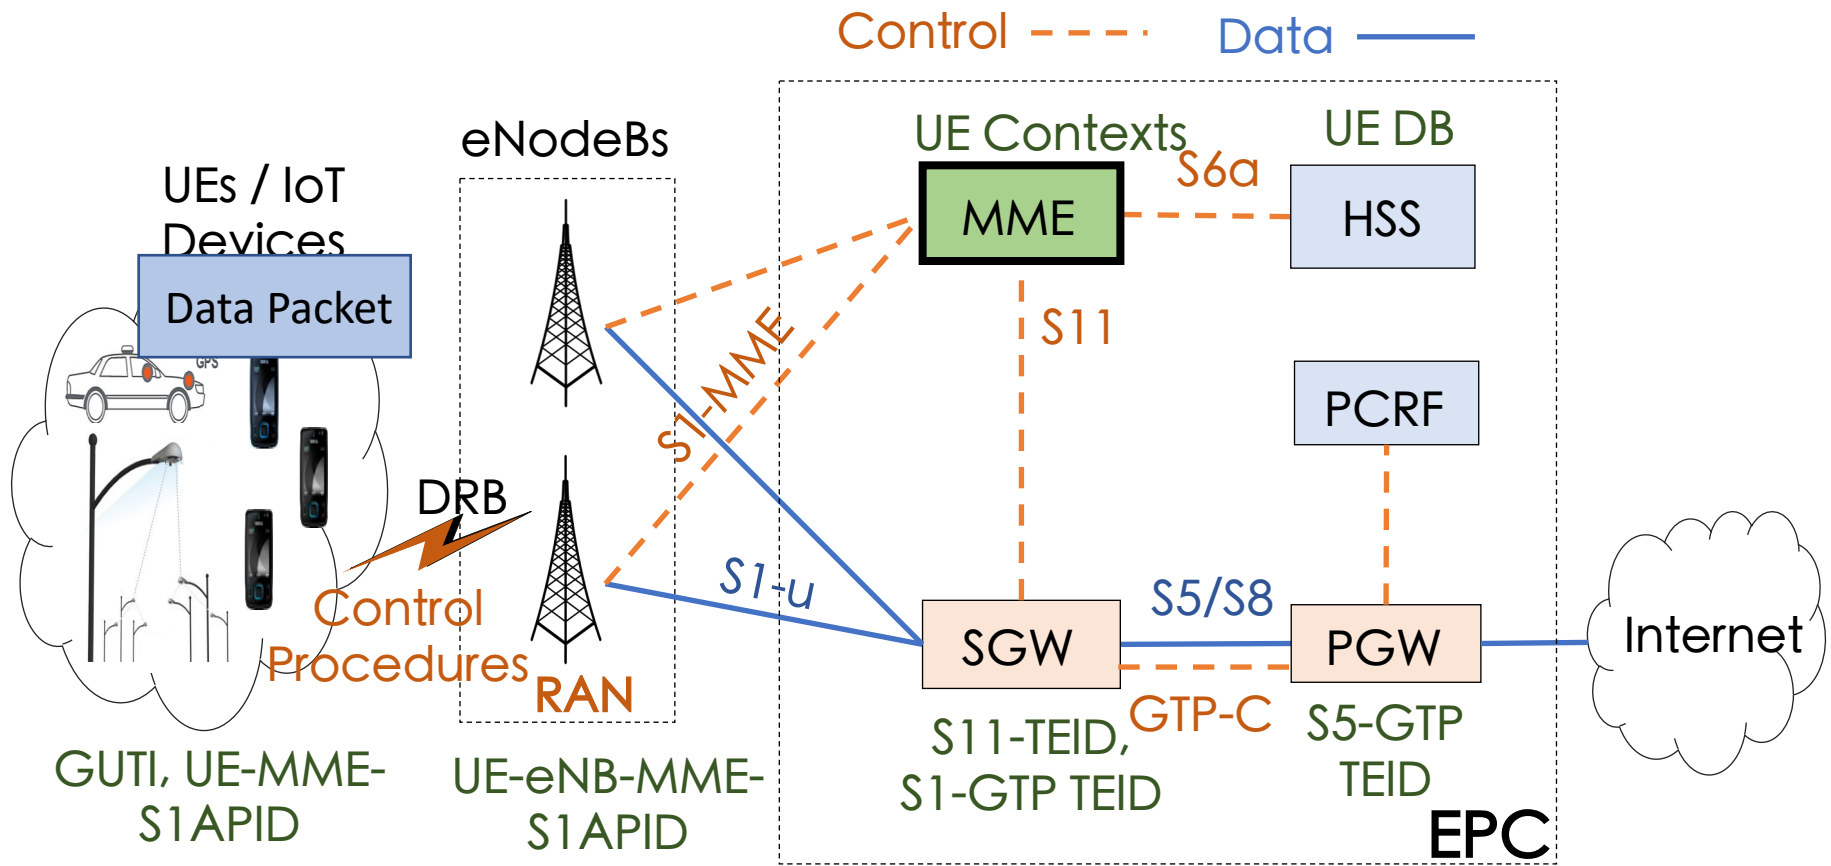 Control
Data
eNodeBs
UE Contexts
UE DB
UEs / IoT
Devices
S6a
MME
HSS
Data Packet
S11
S1-MME
GPS
PCRF
DRB
S1-u
S5/S8
Control
Procedures
RAN
SGW
PGW
Internet
GTP-C
GUTI, UE-MME-
S1APID
UE-eNB-MME-
S1APID
S11-TEID,
S1-GTP TEID
S5-GTP
TEID
EPC